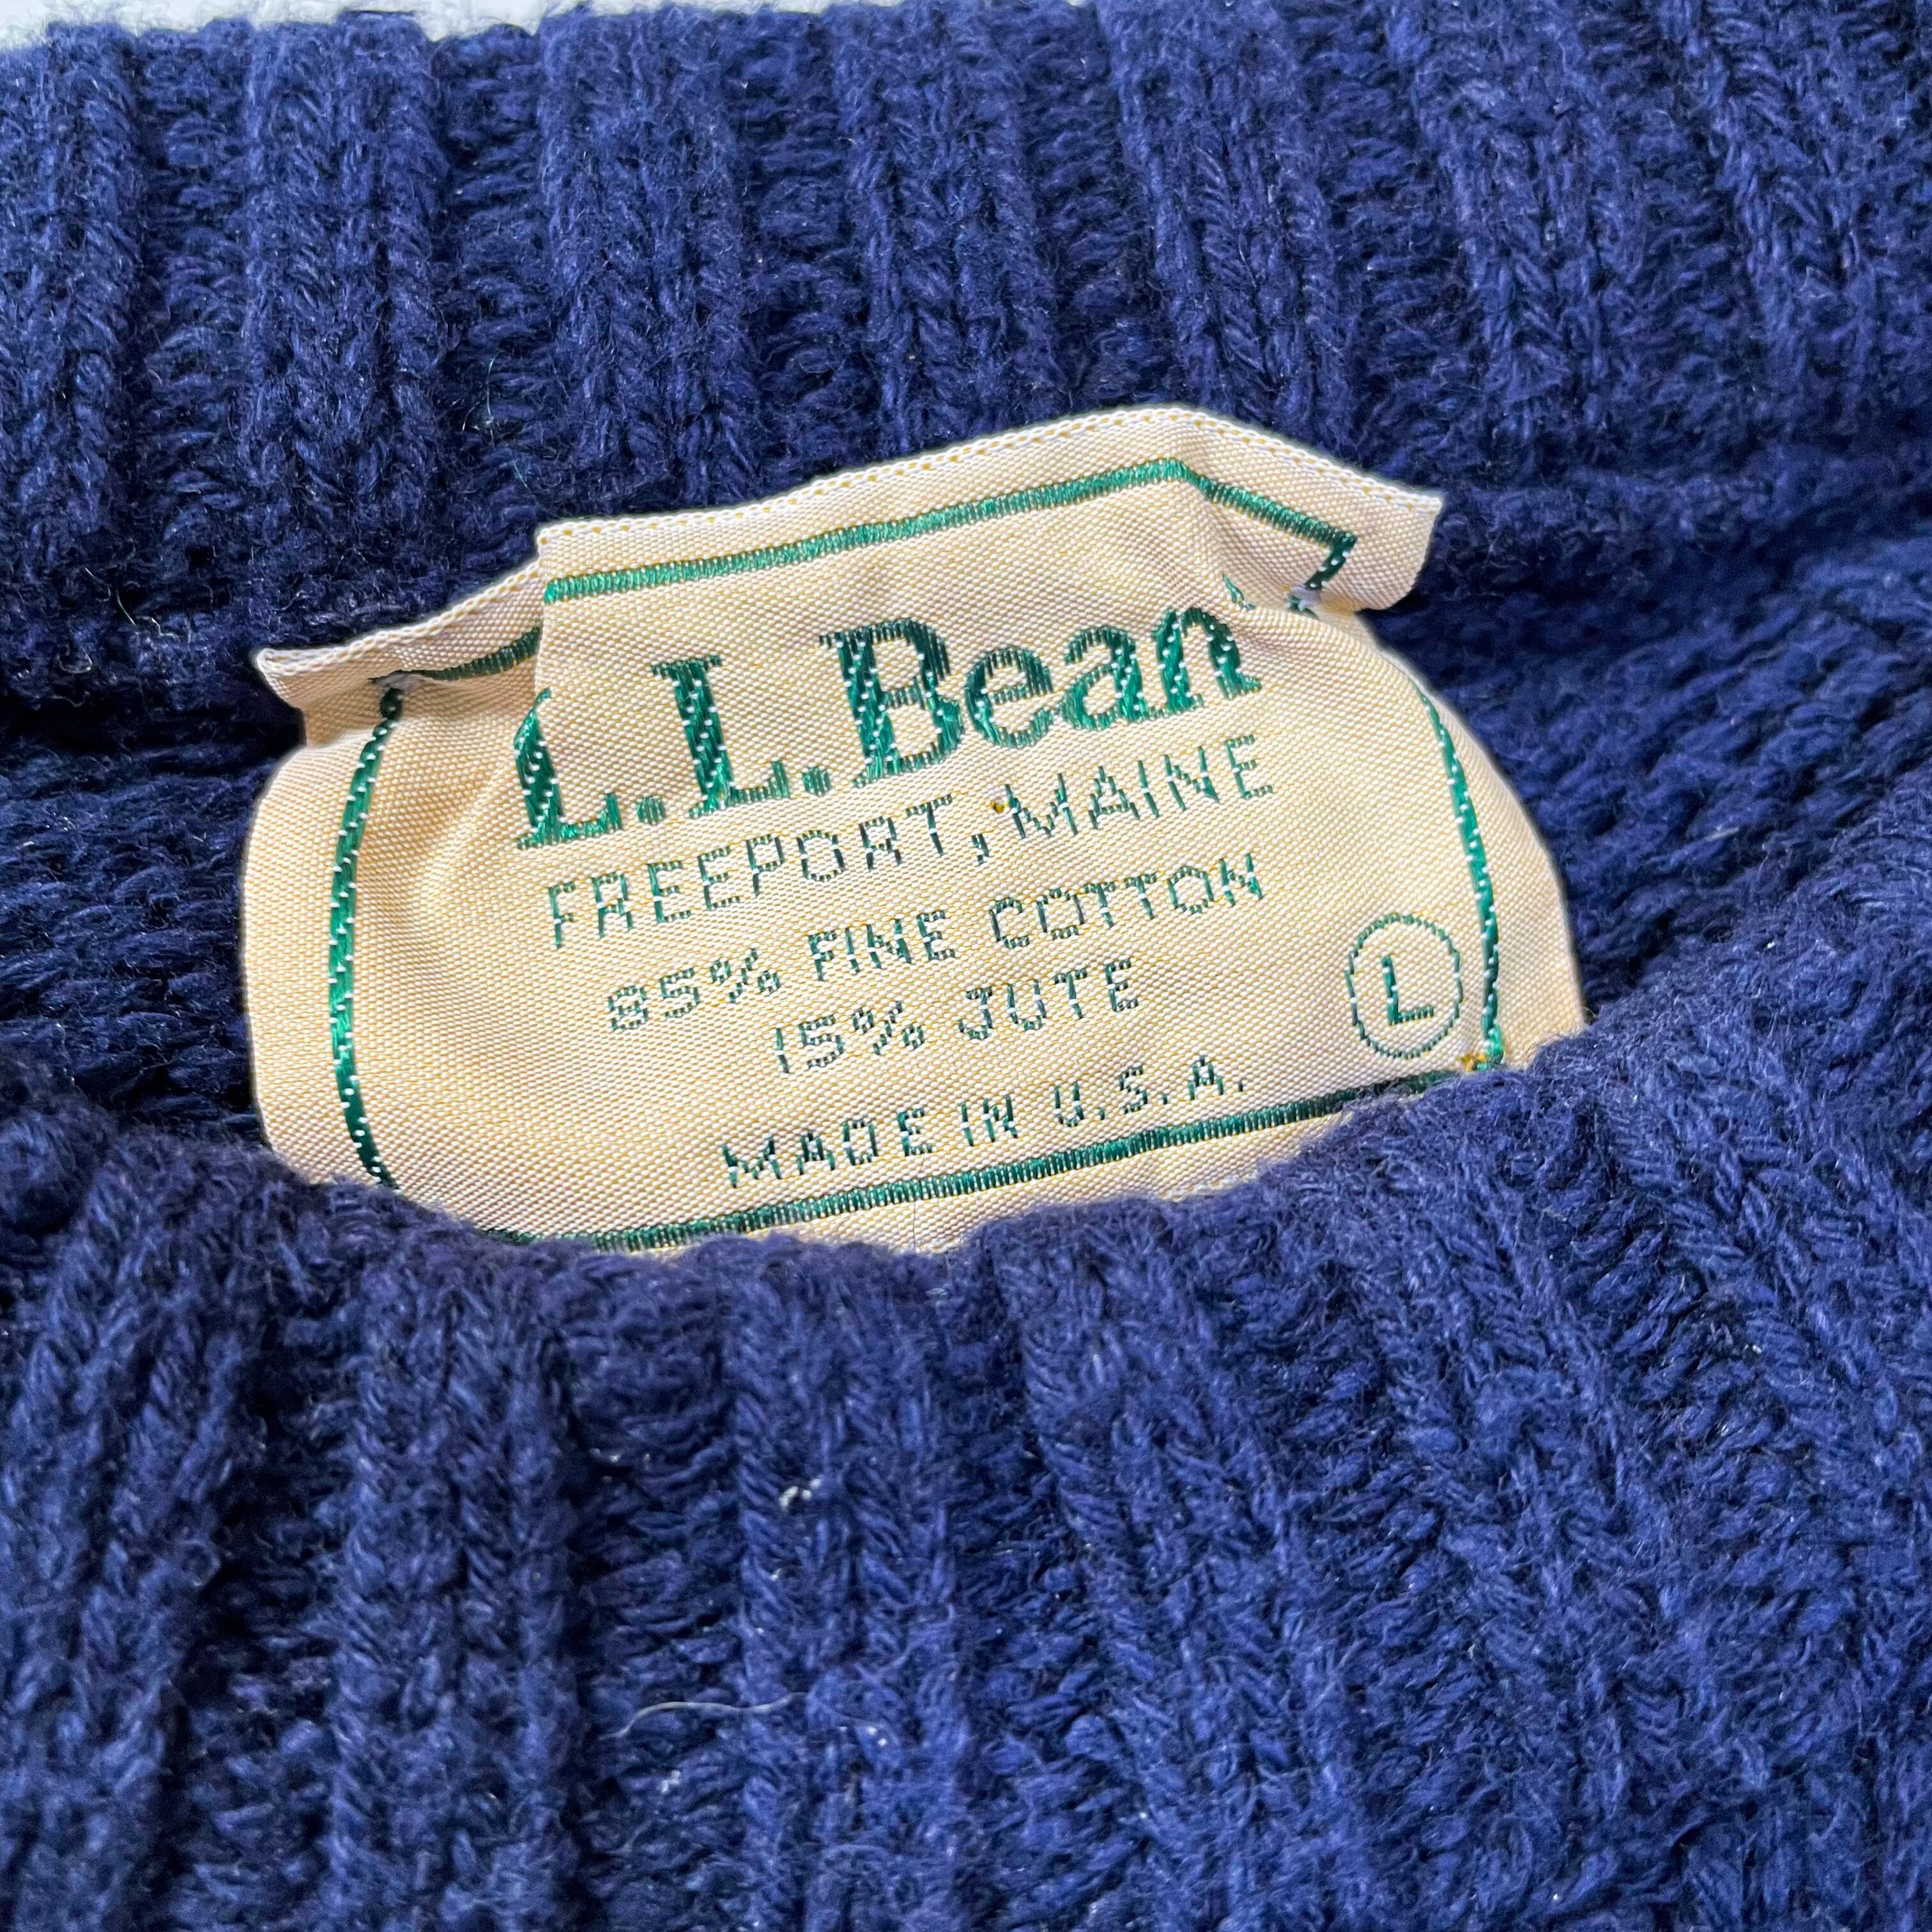 L.L.Bean
FREEPORT, MAINE
85% FINE COTTON
15% JUTE
L
MADE IN U.S.A.